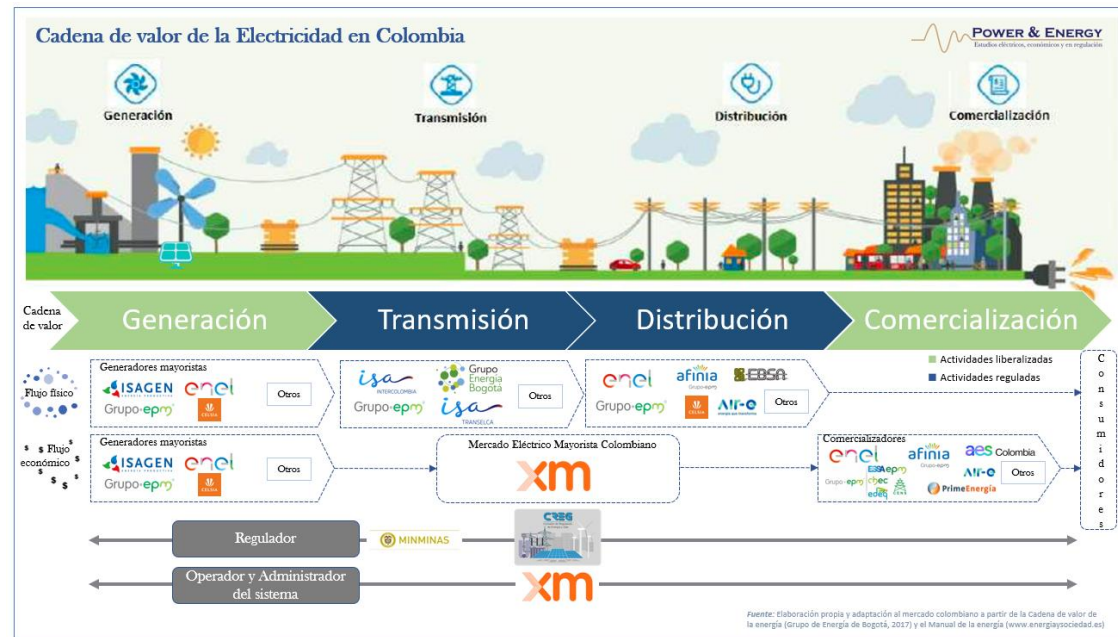 Cadena de valor de la Electricidad en Colombia
POWER & ENERGY
Estudios eléctricos, económicos y en regulación
Generación
Transmisión
Distribución
Comercialización
Cadena
de valor
Generación
Transmisión
Distribución
Comercialización
Actividades liberalizadas
Actividades reguladas
Consumidores
Flujo físico
Generadores mayoristas
ISAGEN
enel
Grupo·epm
CELSIA
Otros
isa
INTERCOLOMBIA
Grupo
Energía
Bogotá
Grupo·epm
isa
TRANSELCA
Otros
enel
afinia
Grupo·epm
EBSA
Grupo·epm
CELSIA
AIR-E
Otros
$ $ Flujo $
económico $
$ $ $
Generadores mayoristas
ISAGEN
enel
Grupo·epm
CELSIA
Otros
Mercado Eléctrico Mayorista Colombiano
xm
Comercializadores
enel
afinia
Grupo·epm
aes Colombia
EBSA epm
Grupo·epm
chec
edeq
CENS
AIR-E
Otros
PrimeEnergía
Regulador
MINMINAS
CREG
Operador y Administrador
del sistema
xm
Fuente: Elaboración propia y adaptación al mercado colombiano a partir de la Cadena de valor de
la energía (Grupo de Energía de Bogotá, 2017) y el Manual de la energía (www.energiaysociedad.es)